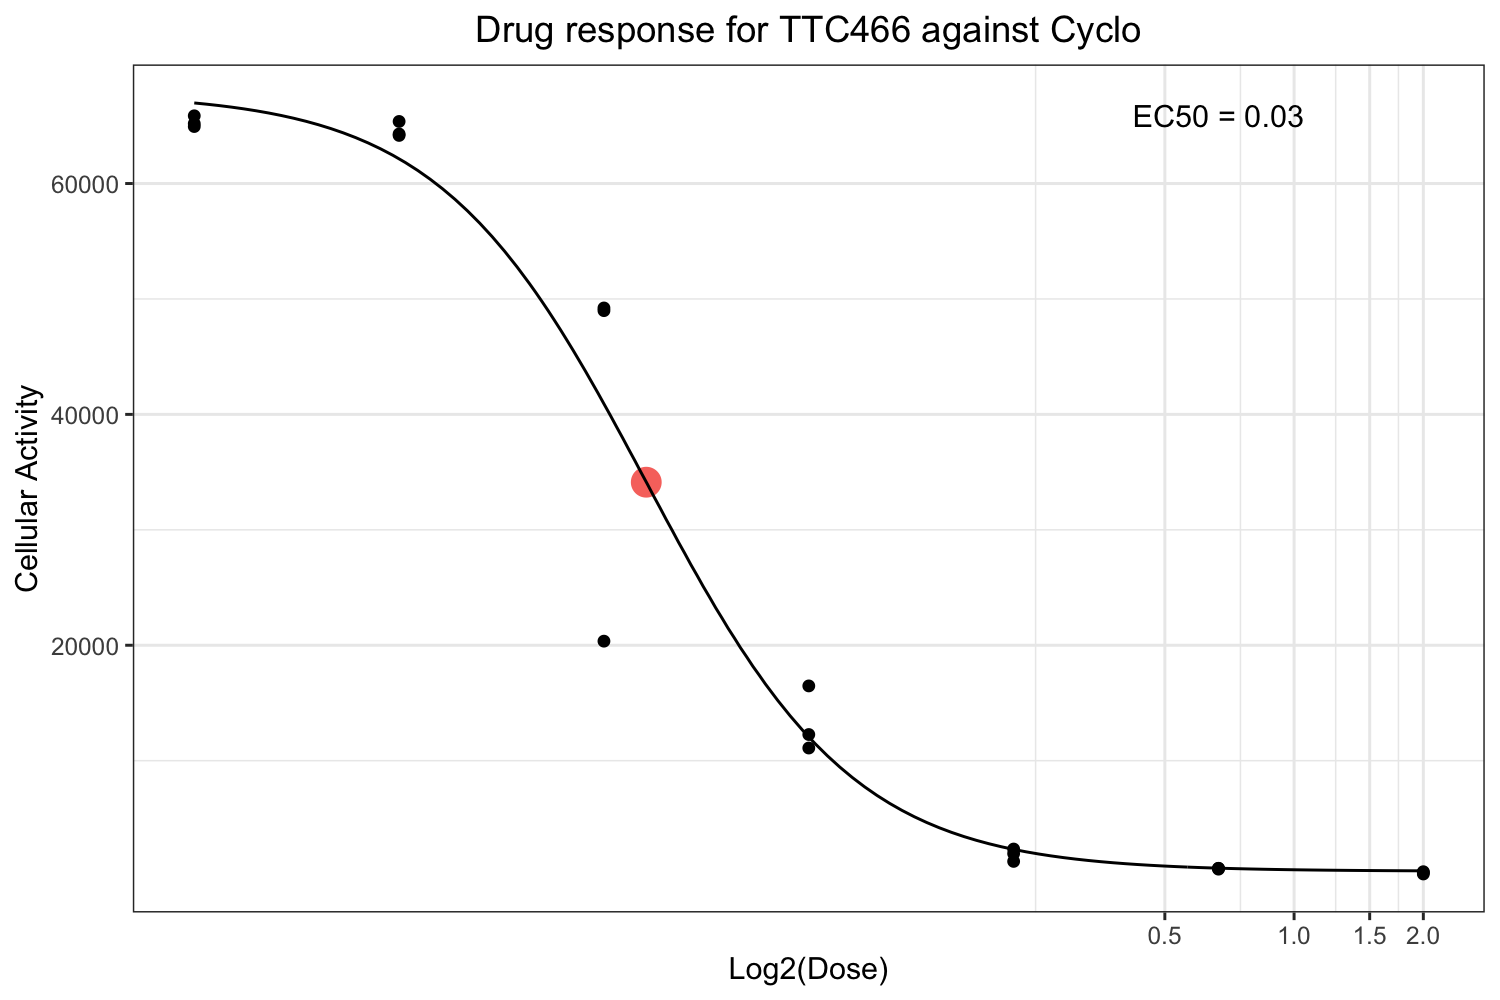 Drug response for TTC466 against Cyclo
EC50 = 0.03
60000
40000
20000
Cellular Activity
0.5 1.0 1.5 2.0
Log2(Dose)